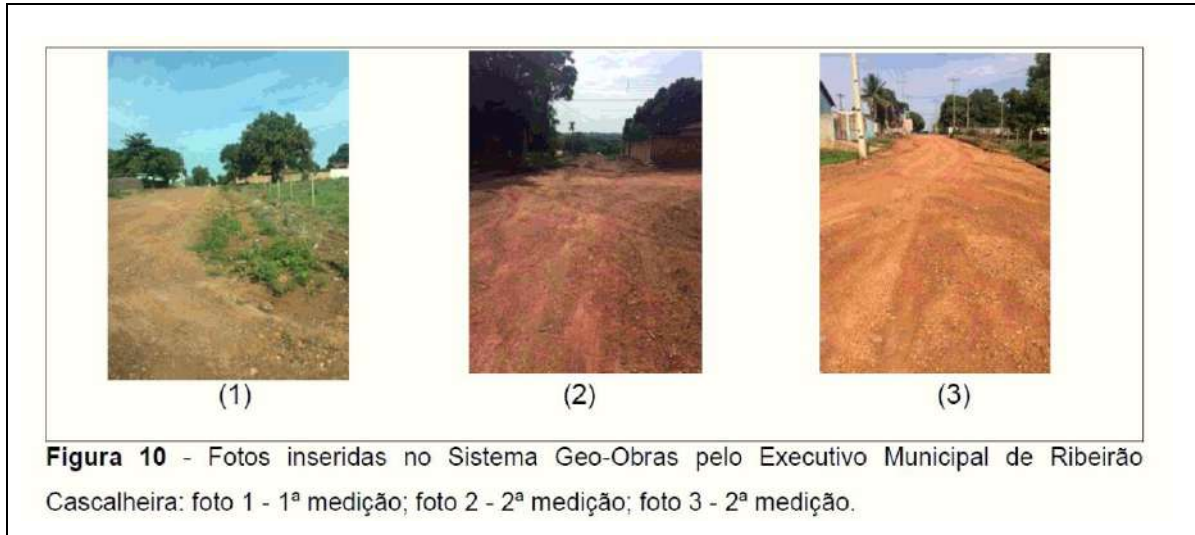 (1)
(2)
(3)
Figura 10 - Fotos inseridas no Sistema Geo-Obras pelo Executivo Municipal de Ribeirão
Cascalheira: foto 1 - 1ª medição; foto 2 - 2ª medição; foto 3 - 2ª medição.